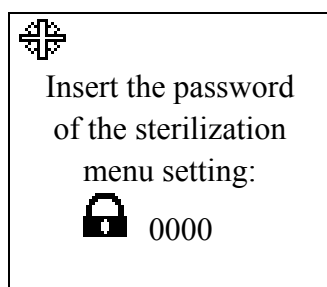 Insert the password
of the sterilization
menu setting:
0000